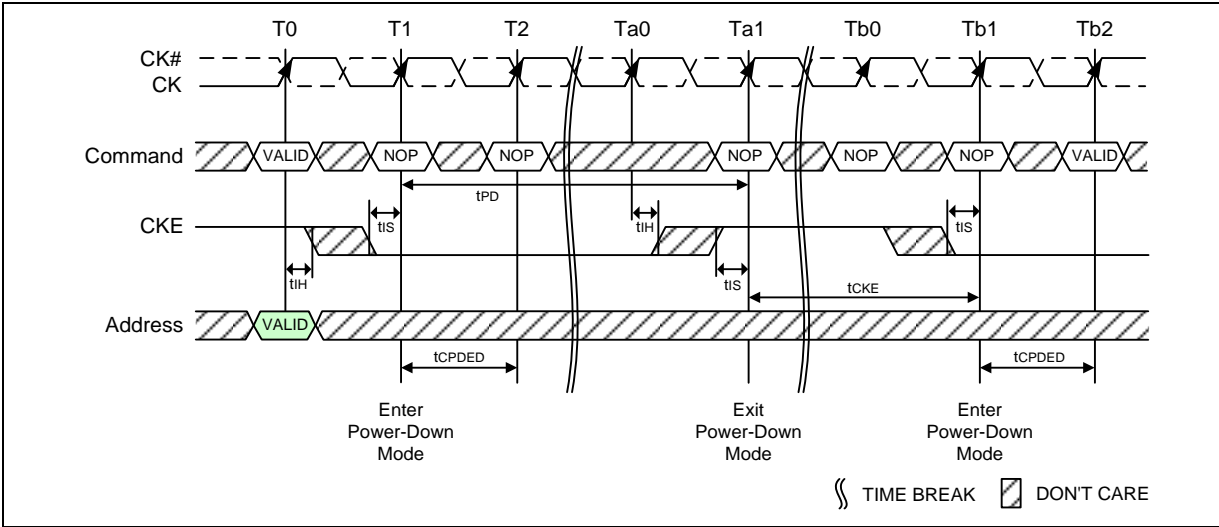 T0 T1 T2 Ta0 Ta1 Tb0 Tb1 Tb2
CK#
CK
Command VALID NOP NOP NOP NOP NOP VALID
tPD
CKE tIS tIH tIS
tIH tIS
tCKE
Address VALID
tCPDED tCPDED
Enter
Power-Down
Mode
Exit
Power-Down
Mode
Enter
Power-Down
Mode
TIME BREAK DON'T CARE